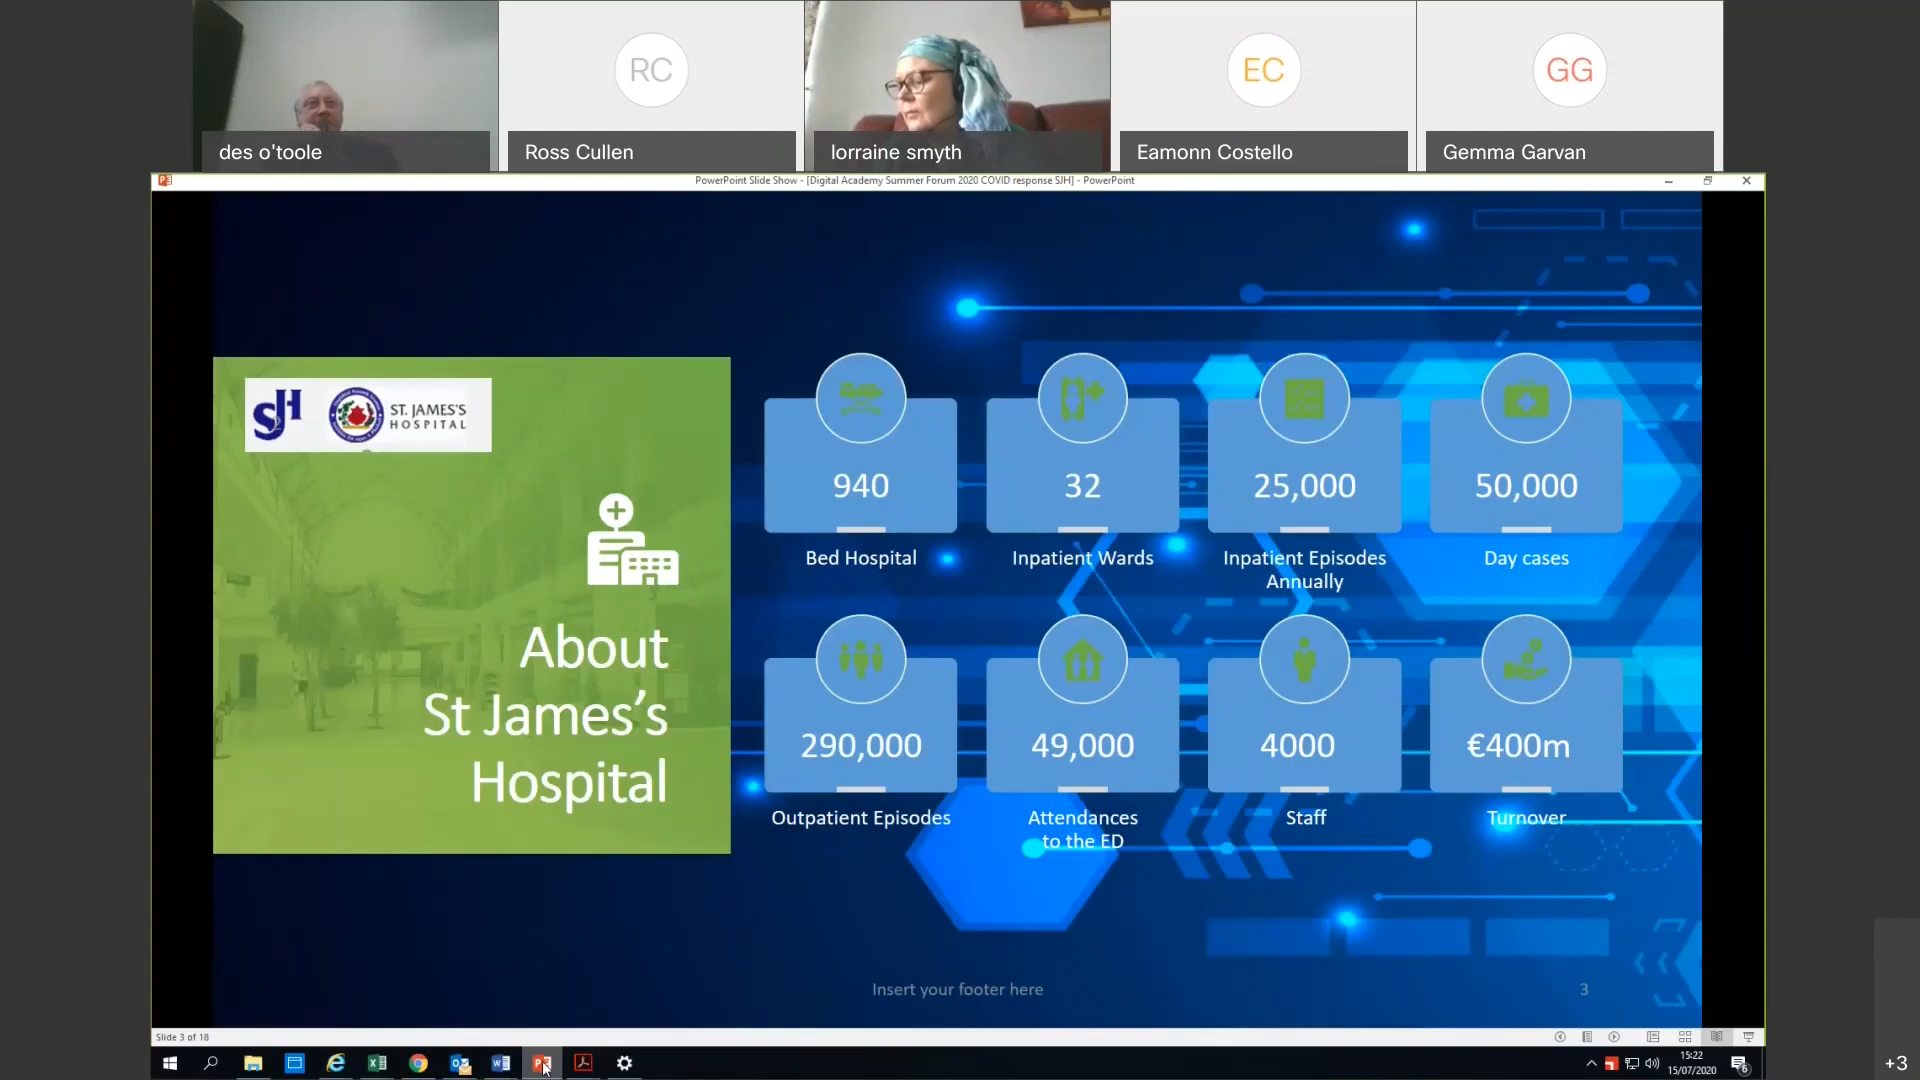 RC
EC
GG
des o'toole
Ross Cullen
lorraine smyth
Eamonn Costello
Gemma Garvan
PowerPoint Slide Show - [Digital Academy Summer Forum 2020 COVID response SJH] - PowerPoint
SJH
ST. JAMES'S
HOSPITAL
About
St James’s
Hospital
940
Bed Hospital
32
Inpatient Wards
25,000
Inpatient Episodes
Annually
50,000
Day cases
290,000
Outpatient Episodes
49,000
Attendances
to the ED
4000
Staff
€400m
Turnover
Insert your footer here
3
Slide 3 of 18
15:22
15/07/2020
6
+3